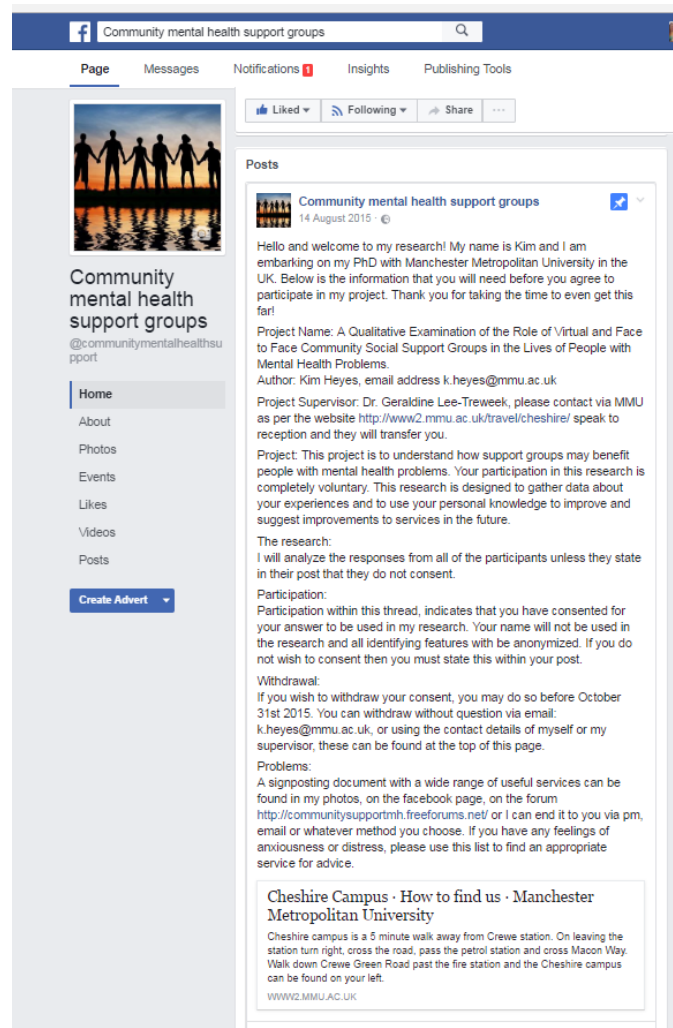 Community mental health support groups
Page Messages Notifications 1 Insights Publishing Tools
Liked Following Share ...
Community
mental health
support groups
@communitymentalhealthsu
pport
Home
About
Photos
Events
Likes
Videos
Posts
Create Advert
Posts
Community mental health support groups
14 August 2015 ·
Hello and welcome to my research! My name is Kim and I am
embarking on my PhD with Manchester Metropolitan University in the
UK. Below is the information that you will need before you agree to
participate in my project. Thank you for taking the time to even get this
far!
Project Name: A Qualitative Examination of the Role of Virtual and Face
to Face Community Social Support Groups in the Lives of People with
Mental Health Problems.
Author: Kim Heyes, email address k.heyes@mmu.ac.uk
Project Supervisor: Dr. Geraldine Lee-Treweek, please contact via MMU
as per the website http://www2.mmu.ac.uk/travel/cheshire/ speak to
reception and they will transfer you.
Project: This project is to understand how support groups may benefit
people with mental health problems. Your participation in this research is
completely voluntary. This research is designed to gather data about
your experiences and to use your personal knowledge to improve and
suggest improvements to services in the future.
The research:
I will analyze the responses from all of the participants unless they state
in their post that they do not consent.
Participation:
Participation within this thread, indicates that you have consented for
your answer to be used in my research. Your name will not be used in
the research and all identifying features with be anonymized. If you do
not wish to consent then you must state this within your post.
Withdrawal:
If you wish to withdraw your consent, you may do so before October
31st 2015. You can withdraw without question via email:
k.heyes@mmu.ac.uk, or using the contact details of myself or my
supervisor, these can be found at the top of this page.
Problems:
A signposting document with a wide range of useful services can be
found in my photos, on the facebook page, on the forum
http://communitysupportmh.freeforums.net/ or I can end it to you via pm,
email or whatever method you choose. If you have any feelings of
anxiousness or distress, please use this list to find an appropriate
service for advice.
Cheshire Campus · How to find us · Manchester
Metropolitan University
Cheshire campus is a 5 minute walk away from Crewe station. On leaving the
station turn right, cross the road, pass the petrol station and cross Macon Way.
Walk down Crewe Green Road past the fire station and the Cheshire campus
can be found on your left.
WWW2.MMU.AC.UK